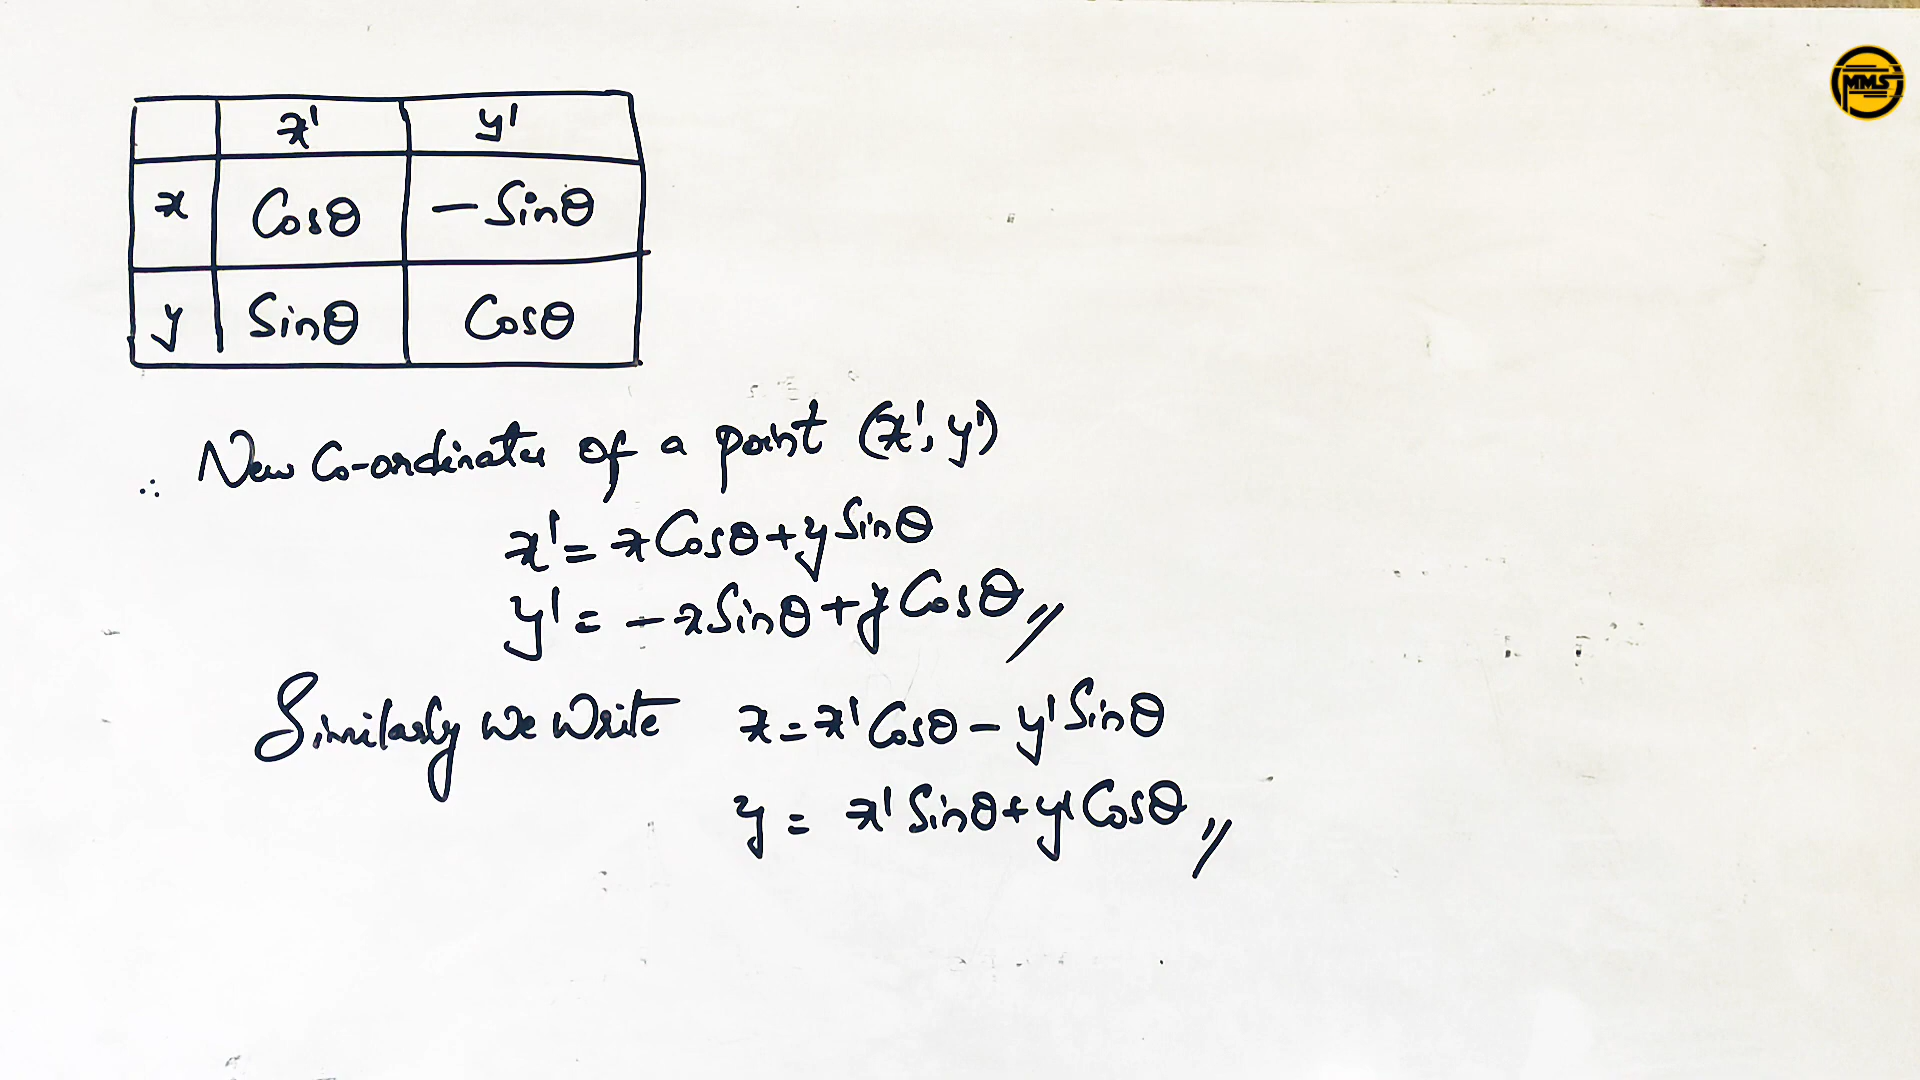 x' y'
x Cosθ - Sinθ
y Sinθ Cosθ
∴ New Co-ordinates of a point (x', y')
x' = x Cosθ + y Sinθ
y' = - x Sinθ + y Cosθ //
Similarly we write x = x' Cosθ - y' Sinθ
y = x' Sinθ + y' Cosθ //
MMS